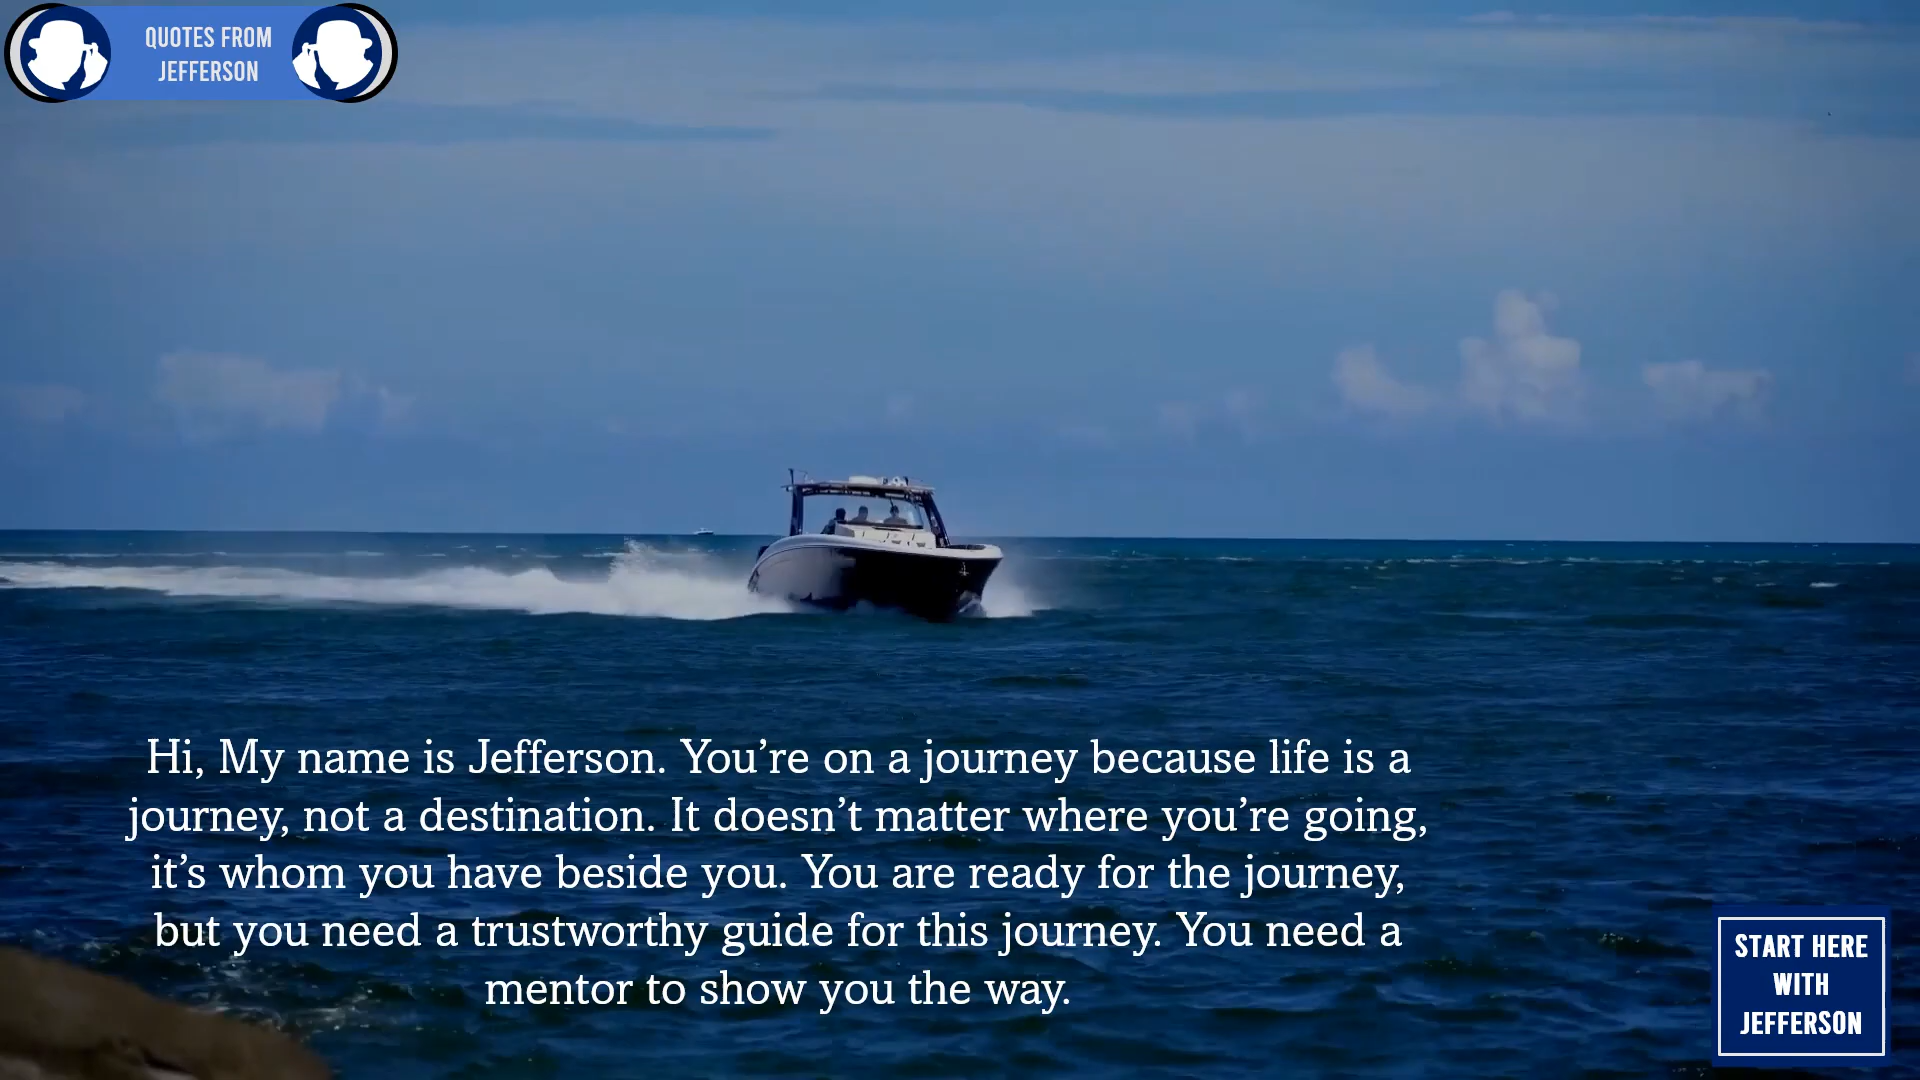 QUOTES FROM
JEFFERSON
Hi, My name is Jefferson. You’re on a journey because life is a
journey, not a destination. It doesn’t matter where you’re going,
it’s whom you have beside you. You are ready for the journey,
but you need a trustworthy guide for this journey. You need a
mentor to show you the way.
START HERE
WITH
JEFFERSON